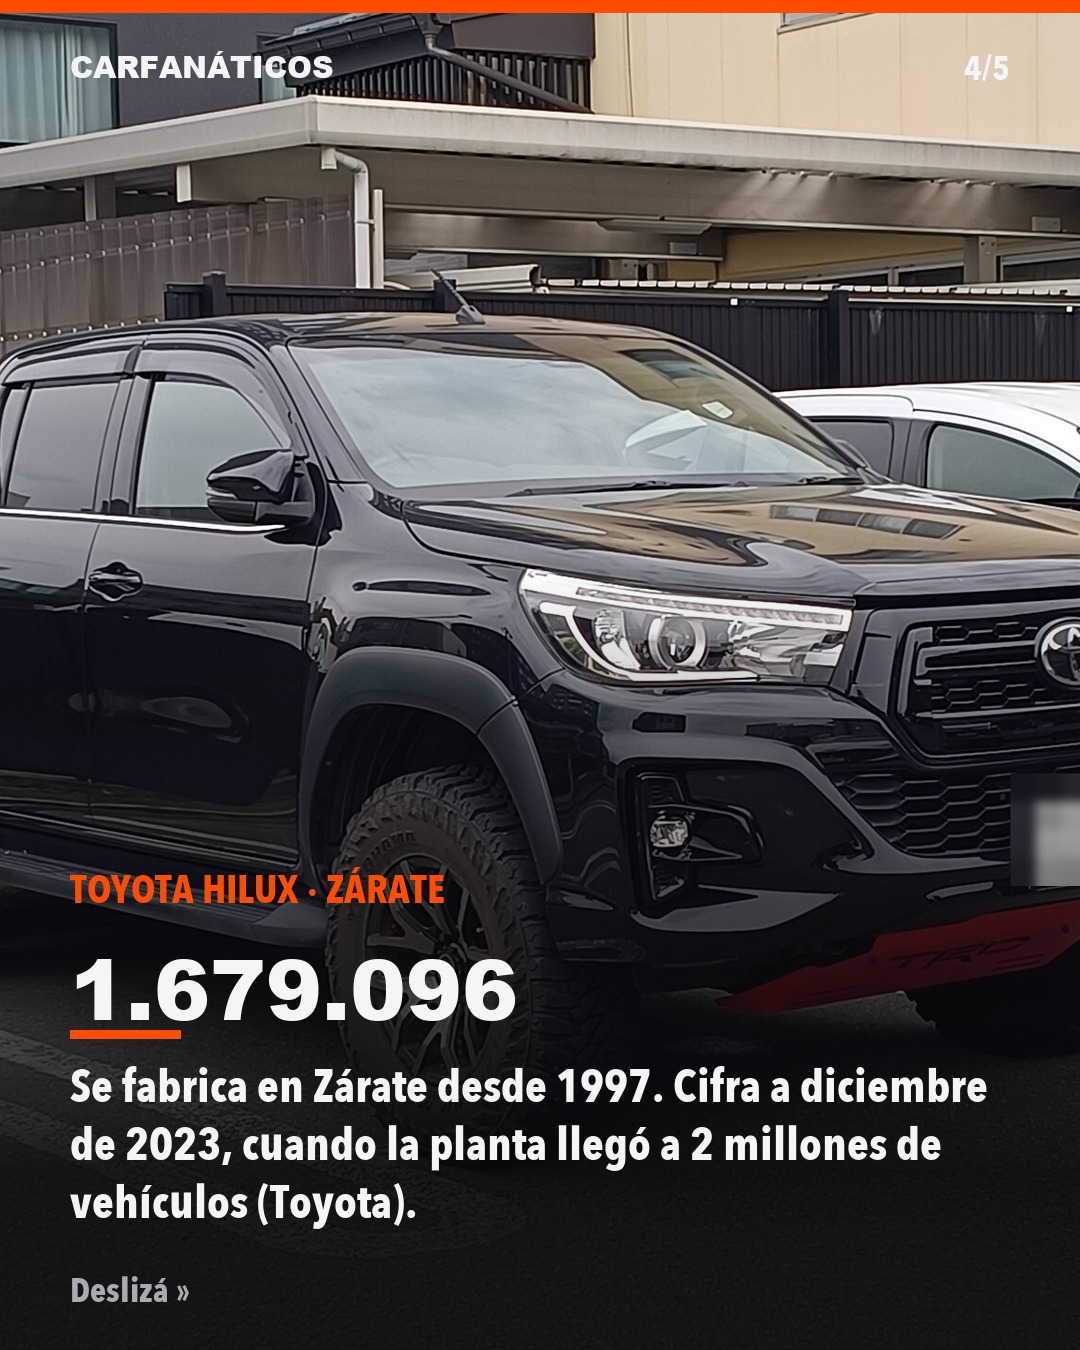 CARFANÁTICOS
4/5
TRD
TOYOTA HILUX · ZÁRATE
1.679.096
Se fabrica en Zárate desde 1997. Cifra a diciembre
de 2023, cuando la planta llegó a 2 millones de
vehículos (Toyota).
Deslizá »